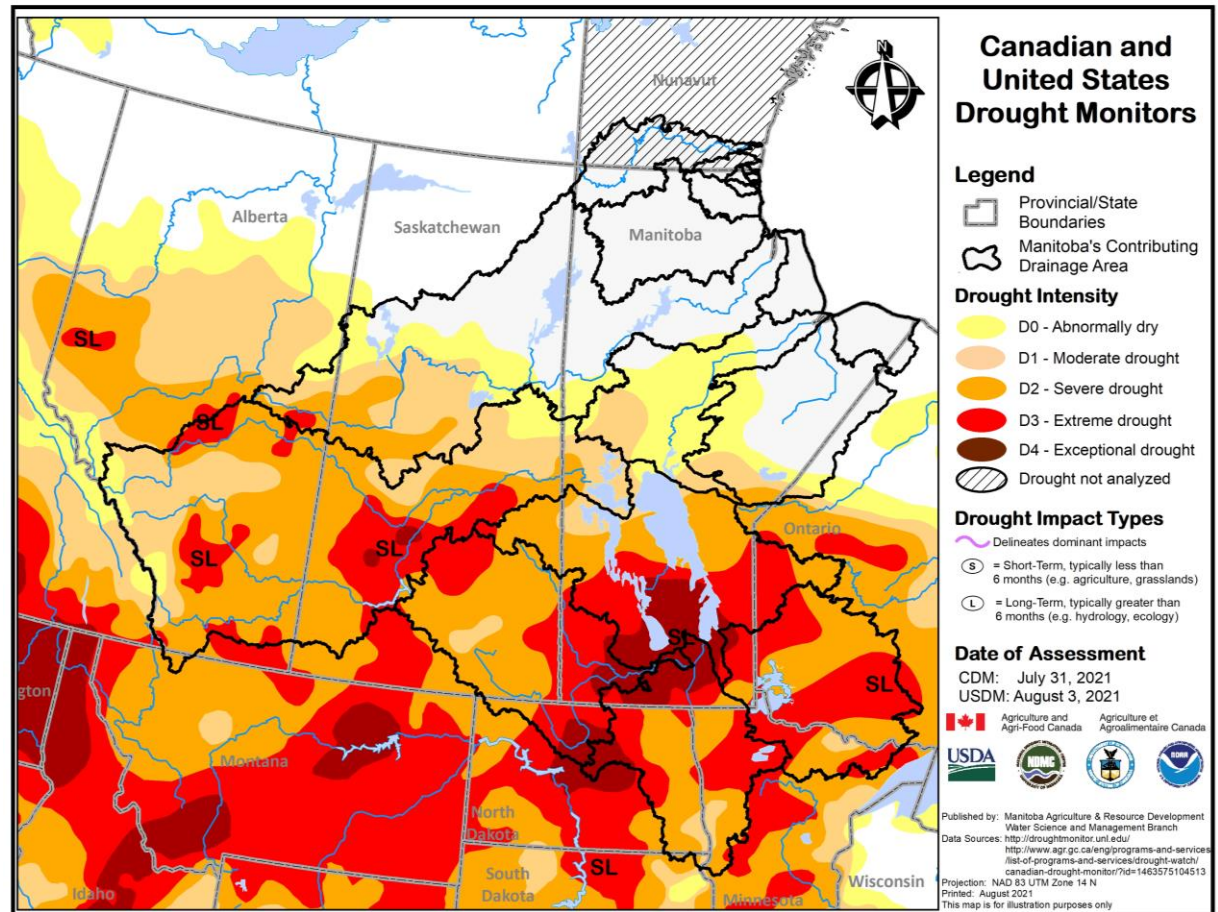 Canadian and
United States
Drought Monitors
Legend
Provincial/State
Boundaries
Manitoba's Contributing
Drainage Area
Drought Intensity
D0 - Abnormally dry
D1 - Moderate drought
D2 - Severe drought
D3 - Extreme drought
D4 - Exceptional drought
Drought not analyzed
Drought Impact Types
Delineates dominant impacts
S = Short-Term, typically less than
6 months (e.g. agriculture, grasslands)
L = Long-Term, typically greater than
6 months (e.g. hydrology, ecology)
Date of Assessment
CDM: July 31, 2021
USDM: August 3, 2021
Agriculture and Agri-Food Canada
Agriculture et Agroalimentaire Canada
USDA
NDMC
Published by: Manitoba Agriculture & Resource Development
Water Science and Management Branch
Data Sources: http://droughtmonitor.unl.edu/
http://www.agr.gc.ca/eng/programs-and-services
/list-of-programs-and-services/drought-watch/
canadian-drought-monitor/?id=1463575104513
Projection: NAD 83 UTM Zone 14 N
Printed: August 2021
This map is for illustration purposes only
N
Nunavut
Alberta
Saskatchewan
Manitoba
SL
SL
Ontario
SL
SL
SL
SL
gton
Montana
North
Dakota
SL
South
Dakota
Idaho
Minnesota
Wisconsin